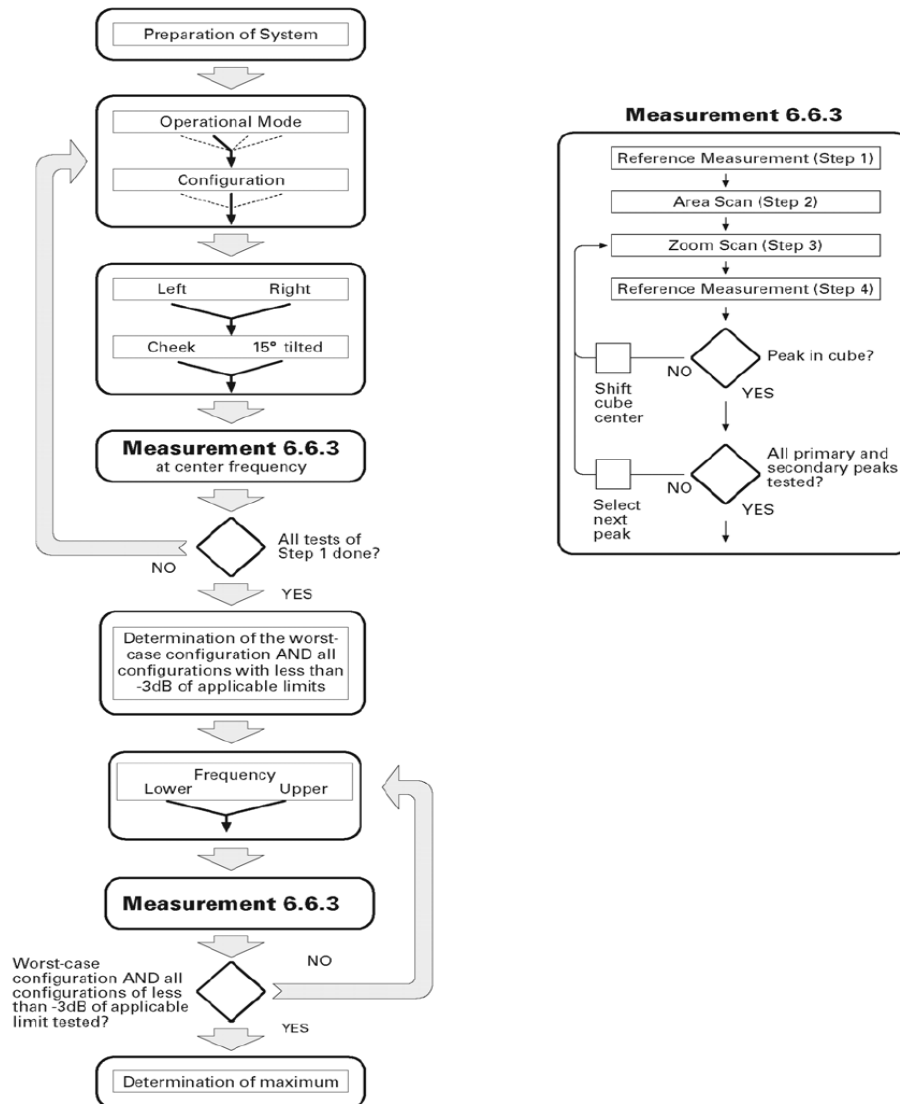 Preparation of System
Operational Mode
Configuration
Left Right
Cheek 15° tilted
Measurement 6.6.3
at center frequency
All tests of
Step 1 done?
NO
YES
Determination of the worst-
case configuration AND all
configurations with less than
-3dB of applicable limits
Frequency
Lower Upper
Measurement 6.6.3
Worst-case
configuration AND all
configurations of less
than -3dB of applicable
limit tested?
NO
YES
Determination of maximum
Measurement 6.6.3
Reference Measurement (Step 1)
Area Scan (Step 2)
Zoom Scan (Step 3)
Reference Measurement (Step 4)
Peak in cube?
NO
YES
Shift
cube
center
All primary and
secondary peaks
tested?
NO
YES
Select
next
peak